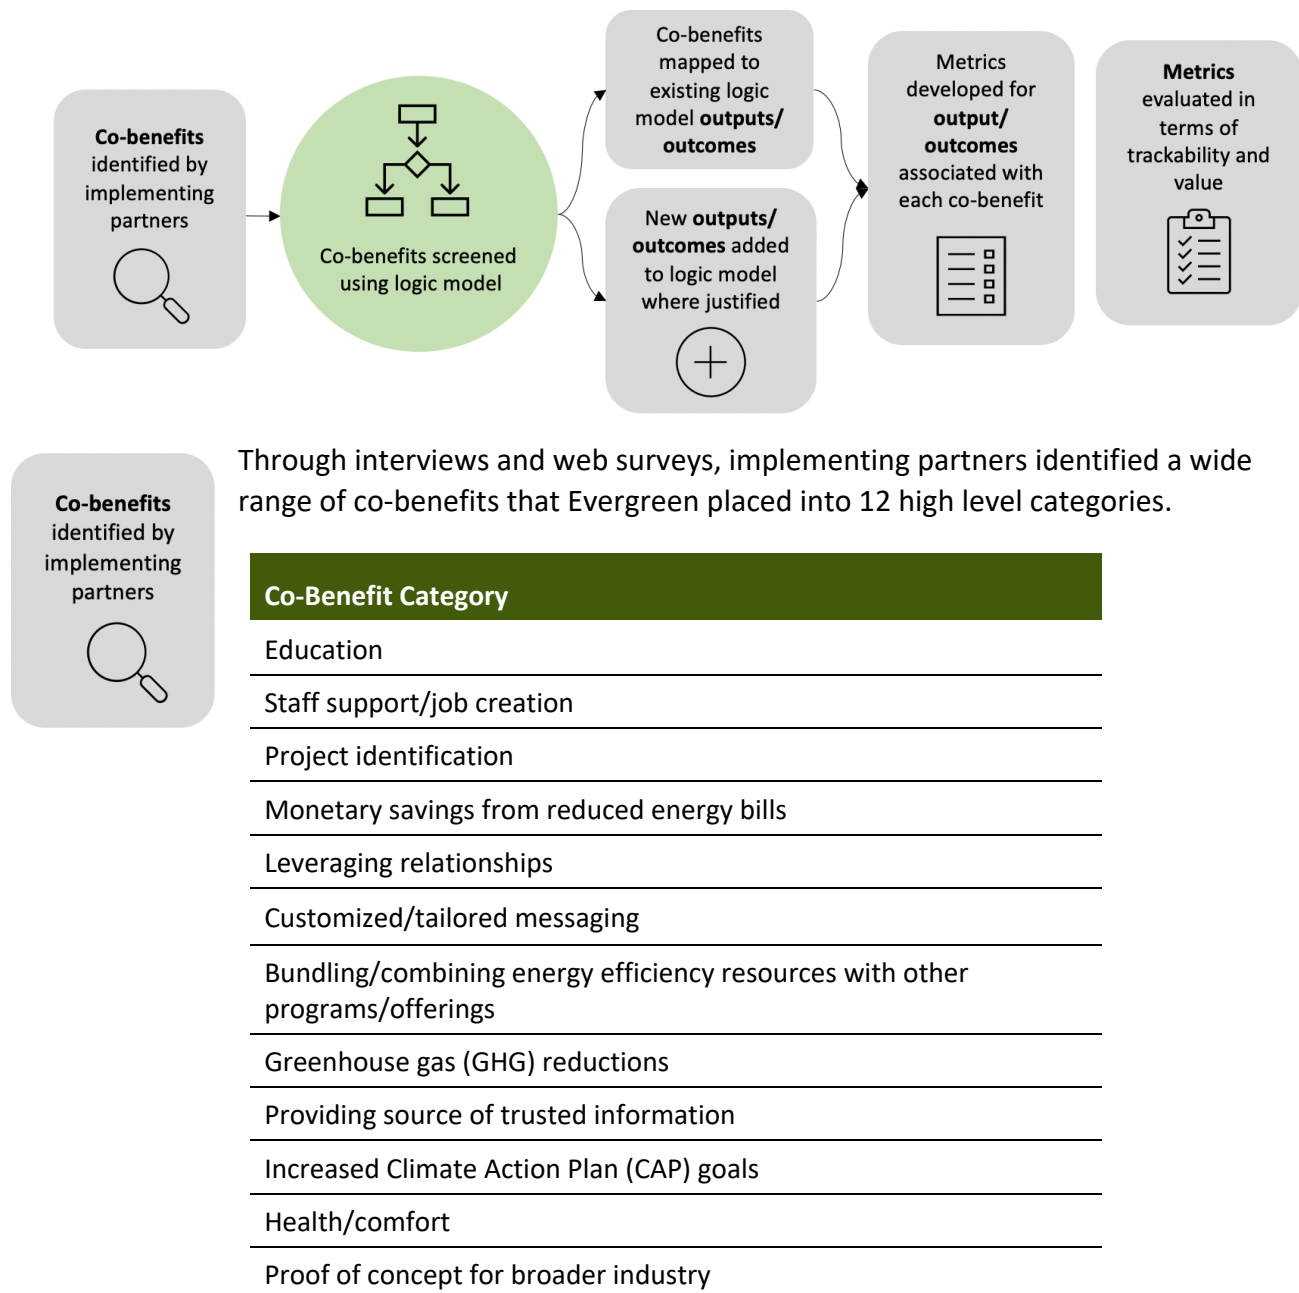 Co-benefits
identified by
implementing
partners
Co-benefits screened
using logic model
Co-benefits
mapped to
existing logic
model outputs/
outcomes
New outputs/
outcomes added
to logic model
where justified
Metrics
developed for
output/
outcomes
associated with
each co-benefit
Metrics
evaluated in
terms of
trackability and
value
Co-benefits
identified by
implementing
partners
Through interviews and web surveys, implementing partners identified a wide
range of co-benefits that Evergreen placed into 12 high level categories.
Co-Benefit Category
Education
Staff support/job creation
Project identification
Monetary savings from reduced energy bills
Leveraging relationships
Customized/tailored messaging
Bundling/combining energy efficiency resources with other
programs/offerings
Greenhouse gas (GHG) reductions
Providing source of trusted information
Increased Climate Action Plan (CAP) goals
Health/comfort
Proof of concept for broader industry